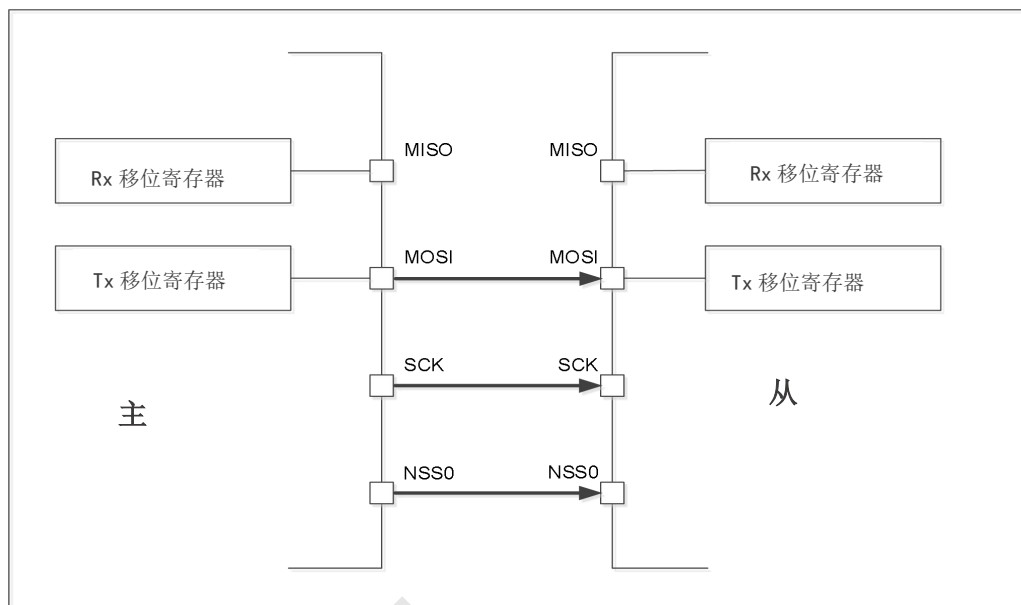 MISO MISO
Rx 移位寄存器 Rx 移位寄存器
MOSI MOSI
Tx 移位寄存器 Tx 移位寄存器
SCK SCK
主 从
NSS0 NSS0